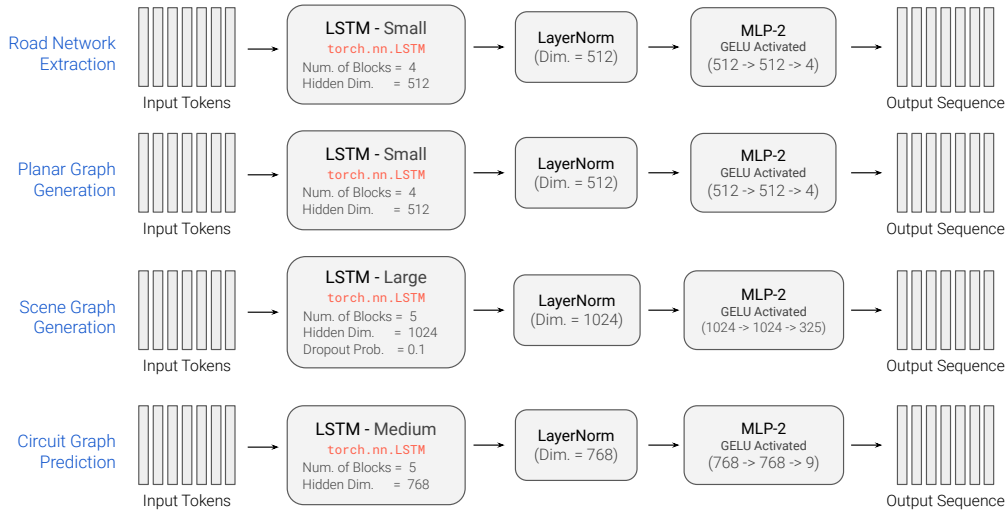 Road Network
Extraction
Input Tokens
LSTM - Small
torch.nn.LSTM
Num. of Blocks = 4
Hidden Dim. = 512
LayerNorm
(Dim. = 512)
MLP-2
GELU Activated
(512 -> 512 -> 4)
Output Sequence
Planar Graph
Generation
Input Tokens
LSTM - Small
torch.nn.LSTM
Num. of Blocks = 4
Hidden Dim. = 512
LayerNorm
(Dim. = 512)
MLP-2
GELU Activated
(512 -> 512 -> 4)
Output Sequence
Scene Graph
Generation
Input Tokens
LSTM - Large
torch.nn.LSTM
Num. of Blocks = 5
Hidden Dim. = 1024
Dropout Prob. = 0.1
LayerNorm
(Dim. = 1024)
MLP-2
GELU Activated
(1024 -> 1024 -> 325)
Output Sequence
Circuit Graph
Prediction
Input Tokens
LSTM - Medium
torch.nn.LSTM
Num. of Blocks = 5
Hidden Dim. = 768
LayerNorm
(Dim. = 768)
MLP-2
GELU Activated
(768 -> 768 -> 9)
Output Sequence